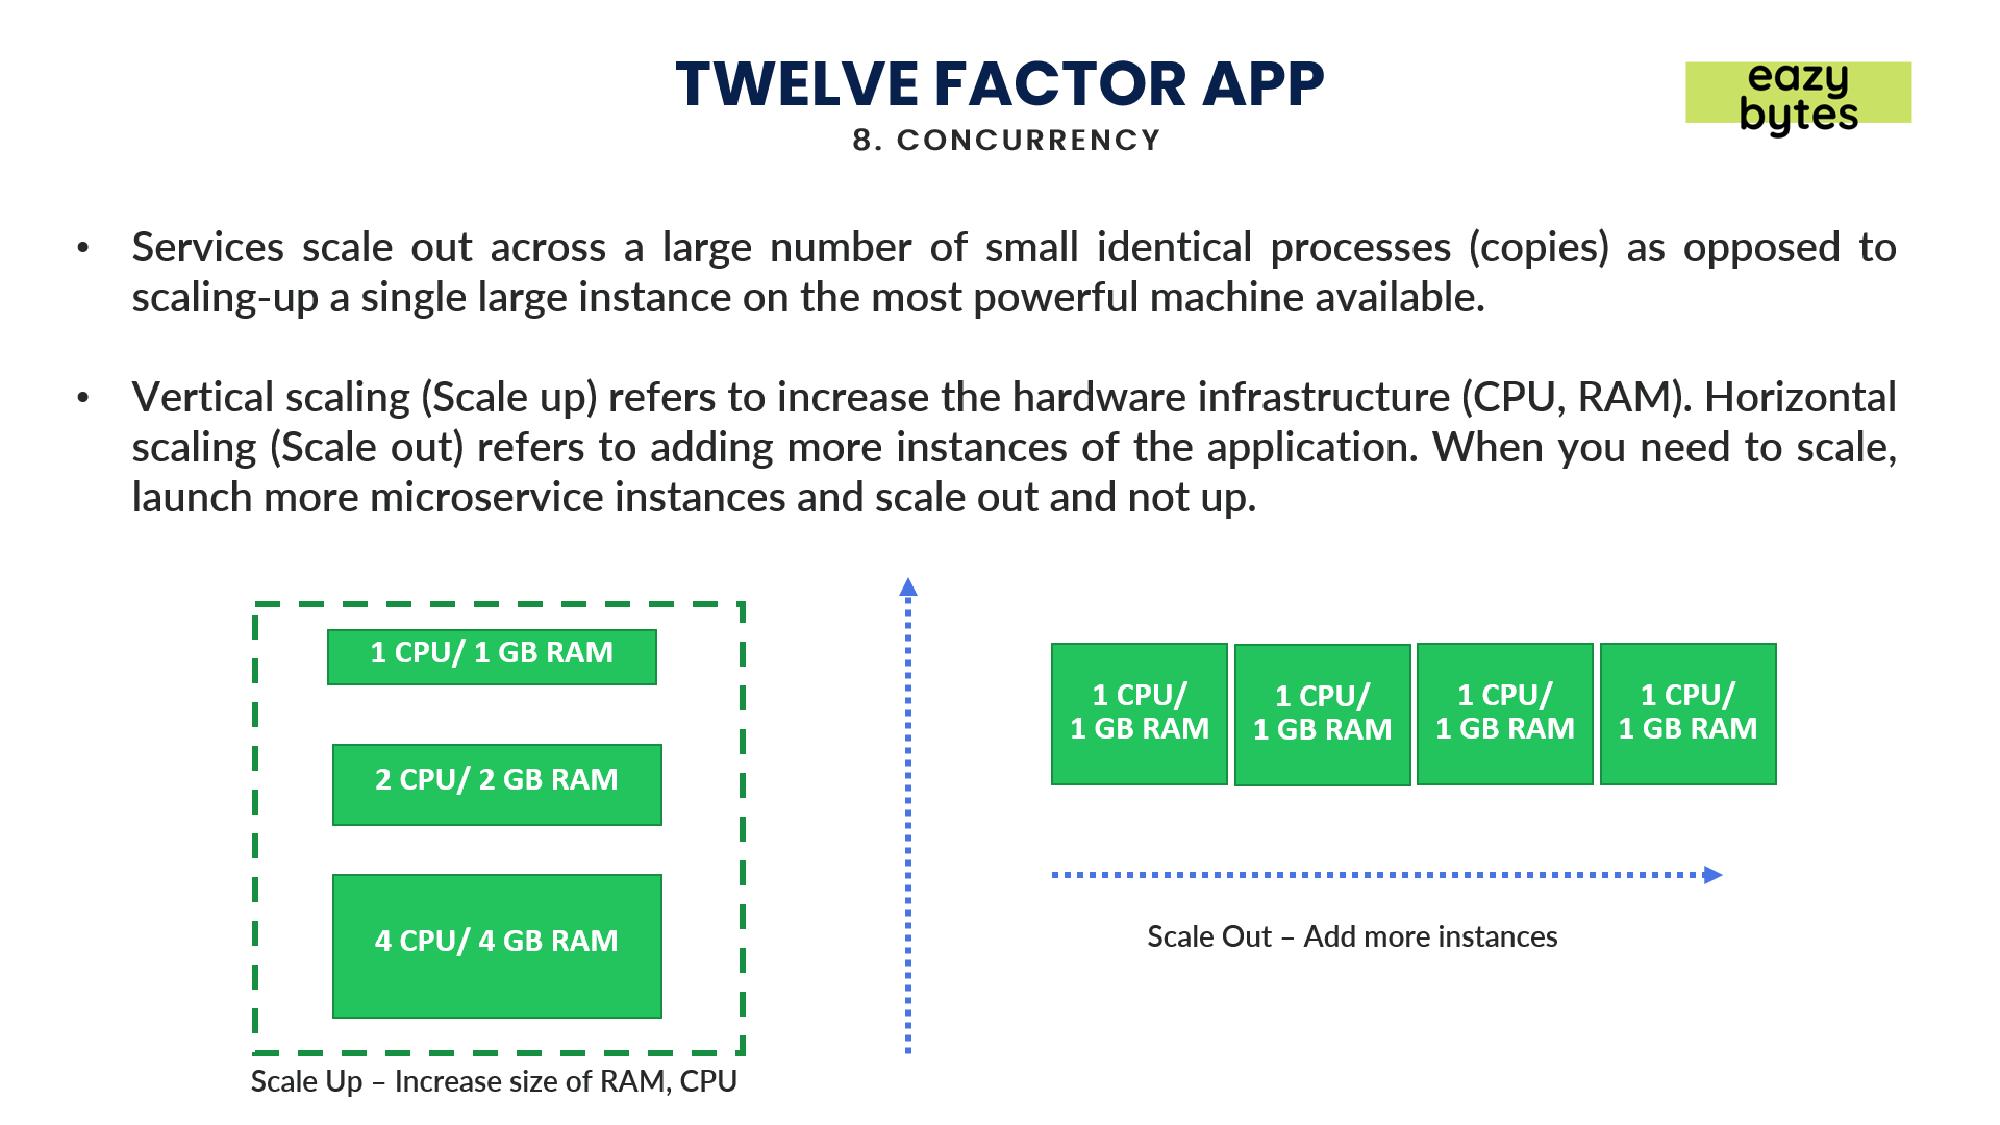 TWELVE FACTOR APP
8. CONCURRENCY
eazy
bytes
• Services scale out across a large number of small identical processes (copies) as opposed to
scaling-up a single large instance on the most powerful machine available.
• Vertical scaling (Scale up) refers to increase the hardware infrastructure (CPU, RAM). Horizontal
scaling (Scale out) refers to adding more instances of the application. When you need to scale,
launch more microservice instances and scale out and not up.
1 CPU/ 1 GB RAM
2 CPU/ 2 GB RAM
4 CPU/ 4 GB RAM
Scale Up – Increase size of RAM, CPU
1 CPU/
1 GB RAM
1 CPU/
1 GB RAM
1 CPU/
1 GB RAM
1 CPU/
1 GB RAM
Scale Out – Add more instances